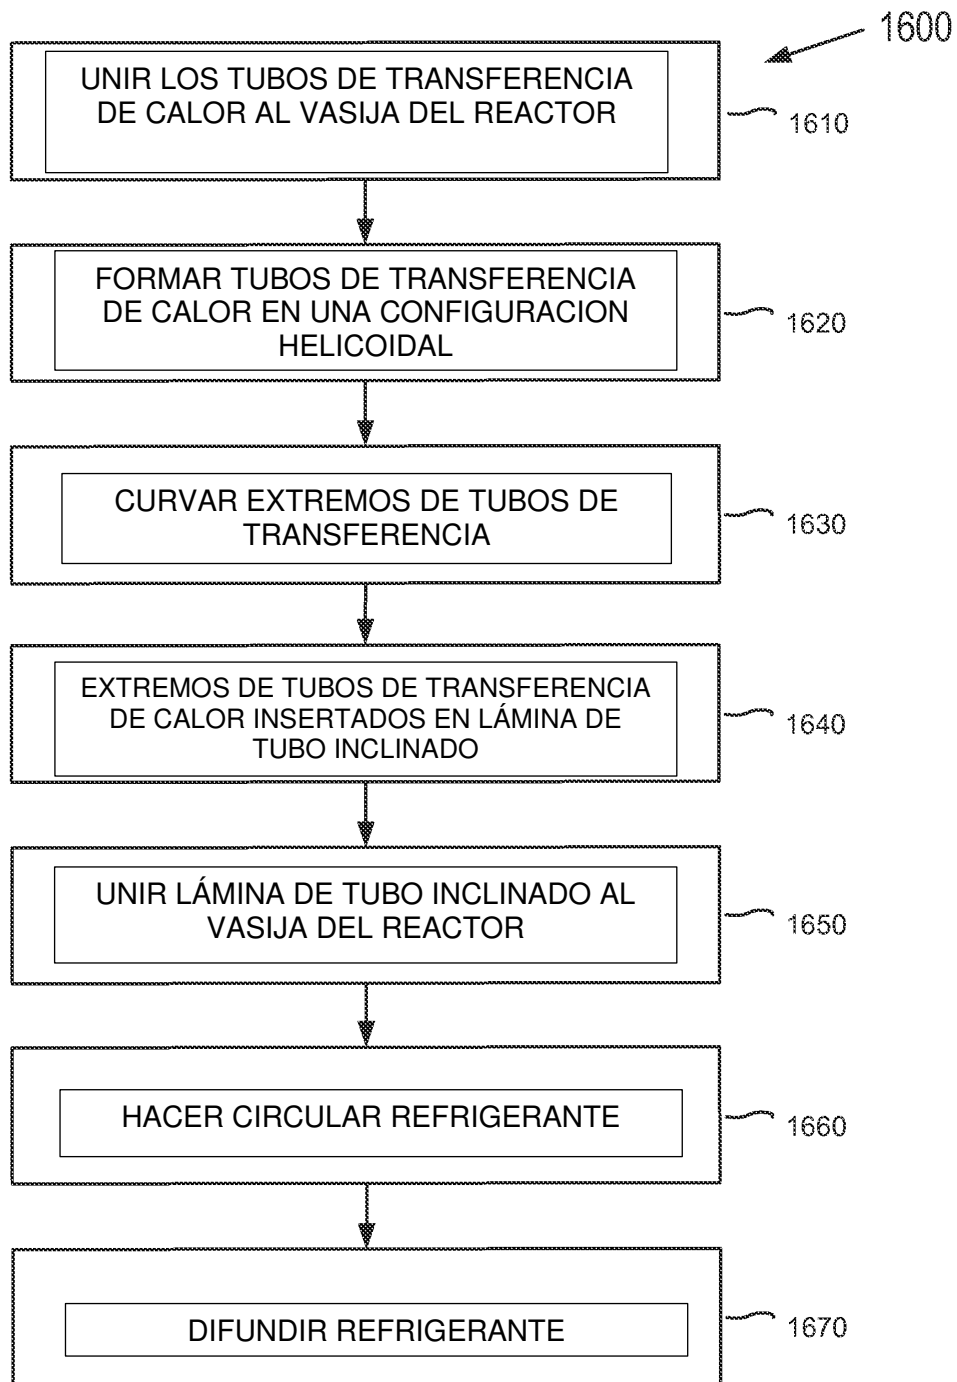 1600
UNIR LOS TUBOS DE TRANSFERENCIA
DE CALOR AL VASIJA DEL REACTOR
1610
FORMAR TUBOS DE TRANSFERENCIA
DE CALOR EN UNA CONFIGURACION
HELICOIDAL
1620
CURVAR EXTREMOS DE TUBOS DE
TRANSFERENCIA
1630
EXTREMOS DE TUBOS DE TRANSFERENCIA
DE CALOR INSERTADOS EN LÁMINA DE
TUBO INCLINADO
1640
UNIR LÁMINA DE TUBO INCLINADO AL
VASIJA DEL REACTOR
1650
HACER CIRCULAR REFRIGERANTE
1660
DIFUNDIR REFRIGERANTE
1670